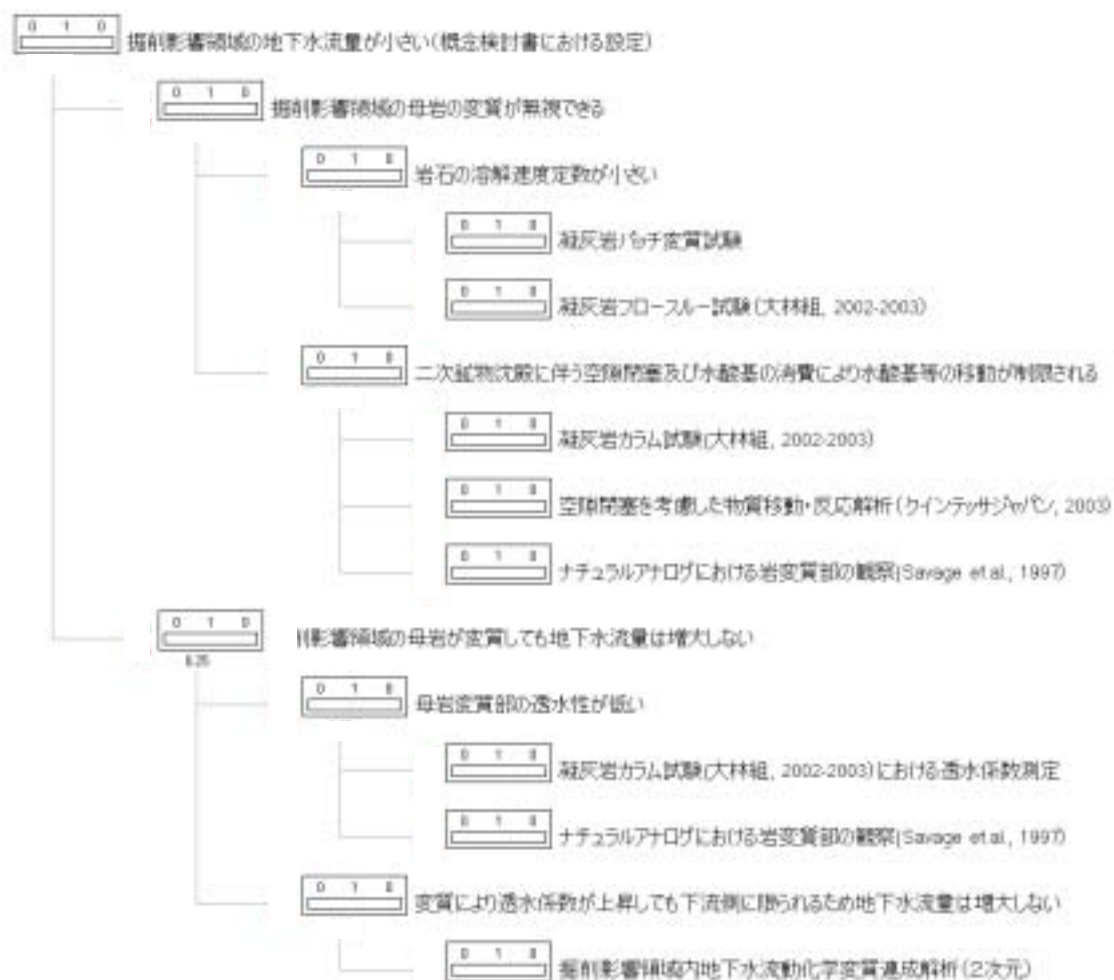 0 1 0
掘削影響領域の地下水流量が小さい(概念検討書における設定)
0 1 0
掘削影響領域の母岩の変質が無視できる
0 1 0
岩石の溶解速度定数が小さい
0 1 0
凝灰岩バッチ変質試験
0 1 0
凝灰岩フロースルー試験(大林組, 2002-2003)
0 1 0
二次鉱物沈殿に伴う空隙閉塞及び水酸基の消費により水酸基等の移動が制限される
0 1 0
凝灰岩カラム試験(大林組, 2002-2003)
0 1 0
空隙閉塞を考慮した物質移動・反応解析(クインテッサジャパン, 2003)
0 1 0
ナチュラルアナログにおける岩変質部の観察(Savage et al., 1997)
0 1 0
削影響領域の母岩が変質しても地下水流量は増大しない
0 1 0
母岩変質部の透水性が低い
0 1 0
凝灰岩カラム試験(大林組, 2002-2003)における透水係数測定
0 1 0
ナチュラルアナログにおける岩変質部の観察(Savage et al., 1997)
0 1 0
変質により透水係数が上昇しても下流側に限られるため地下水流量は増大しない
0 1 0
掘削影響領域内地下水流動化学変質連成解析(2次元)